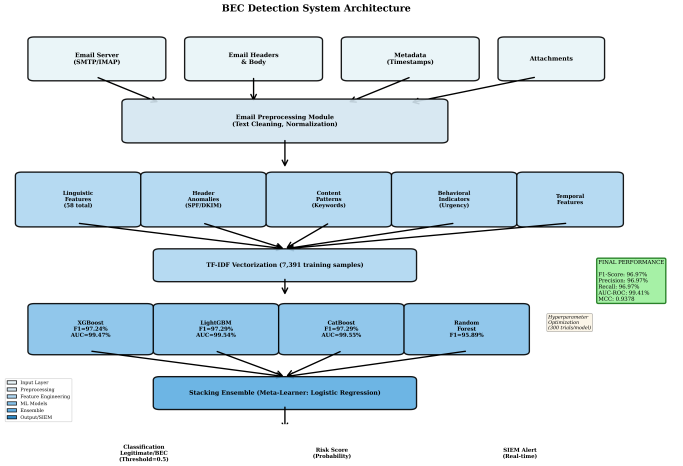 BEC Detection System Architecture
Email Server
(SMTP/IMAP)
Email Headers
& Body
Metadata
(Timestamps)
Attachments
Email Preprocessing Module
(Text Cleaning, Normalization)
Linguistic
Features
(58 total)
Header
Anomalies
(SPF/DKIM)
Content
Patterns
(Keywords)
Behavioral
Indicators
(Urgency)
Temporal
Features
TF-IDF Vectorization (7,391 training samples)
FINAL PERFORMANCE
F1-Score: 96.97%
Precision: 96.97%
Recall: 96.97%
AUC-ROC: 99.41%
MCC: 0.9378
XGBoost
F1=97.24%
AUC=99.47%
LightGBM
F1=97.29%
AUC=99.54%
CatBoost
F1=97.29%
AUC=99.55%
Random
Forest
F1=95.89%
Hyperparameter
Optimization
(300 trials/model)
Stacking Ensemble (Meta-Learner: Logistic Regression)
Input Layer
Preprocessing
Feature Engineering
ML Models
Ensemble
Output/SIEM
Classification
Legitimate/BEC
(Threshold=0.5)
Risk Score
(Probability)
SIEM Alert
(Real-time)